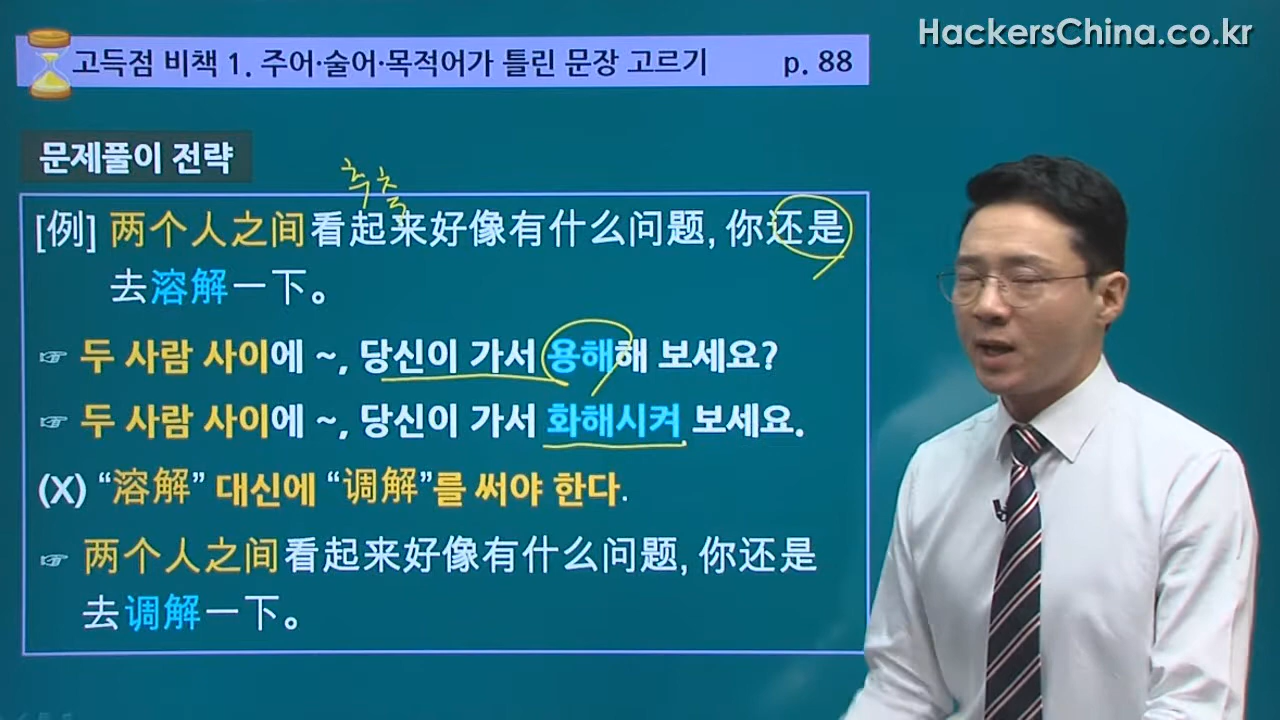 HackersChina.co.kr
고득점 비책 1. 주어·술어·목적어가 틀린 문장 고르기 p. 88
문제풀이 전략
추측
[例] 两个人之间看起来好像有什么问题, 你还是
去溶解一下。
☞ 두 사람 사이에 ~, 당신이 가서 용해해 보세요?
☞ 두 사람 사이에 ~, 당신이 가서 화해시켜 보세요.
(X) “溶解” 대신에 “调解”를 써야 한다.
☞ 两个人之间看起来好像有什么问题, 你还是
去调解一下。